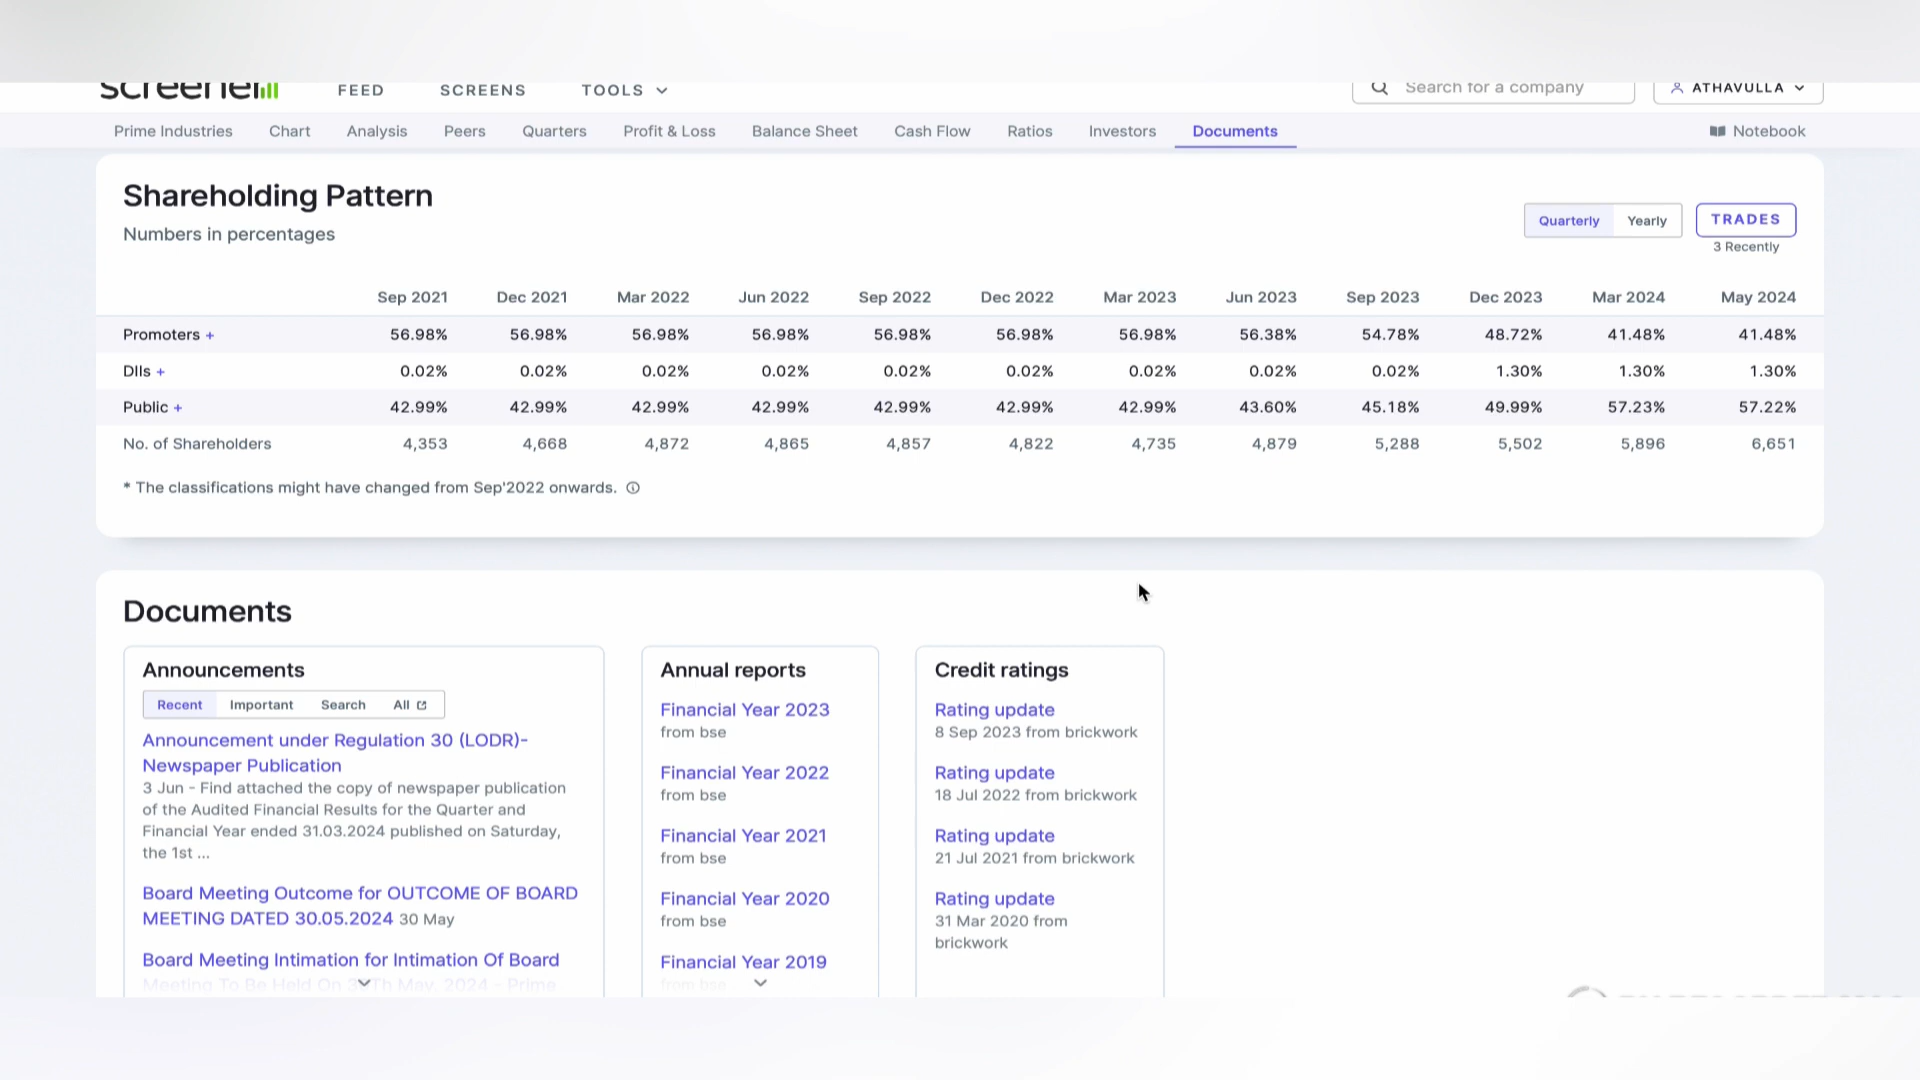 screener
FEED SCREENS TOOLS Search for a company ATHAVULLA
Prime Industries Chart Analysis Peers Quarters Profit & Loss Balance Sheet Cash Flow Ratios Investors Documents Notebook
Shareholding Pattern
Numbers in percentages
Quarterly Yearly TRADES
3 Recently
Sep 2021 Dec 2021 Mar 2022 Jun 2022 Sep 2022 Dec 2022 Mar 2023 Jun 2023 Sep 2023 Dec 2023 Mar 2024 May 2024
Promoters + 56.98% 56.98% 56.98% 56.98% 56.98% 56.98% 56.98% 56.38% 54.78% 48.72% 41.48% 41.48%
DIIs + 0.02% 0.02% 0.02% 0.02% 0.02% 0.02% 0.02% 0.02% 0.02% 1.30% 1.30% 1.30%
Public + 42.99% 42.99% 42.99% 42.99% 42.99% 42.99% 42.99% 43.60% 45.18% 49.99% 57.23% 57.22%
No. of Shareholders 4,353 4,668 4,872 4,865 4,857 4,822 4,735 4,879 5,288 5,502 5,896 6,651
* The classifications might have changed from Sep'2022 onwards.
Documents
Announcements
Recent Important Search All
Announcement under Regulation 30 (LODR)-
Newspaper Publication
3 Jun - Find attached the copy of newspaper publication
of the Audited Financial Results for the Quarter and
Financial Year ended 31.03.2024 published on Saturday,
the 1st ...
Board Meeting Outcome for OUTCOME OF BOARD
MEETING DATED 30.05.2024 30 May
Board Meeting Intimation for Intimation Of Board
Meeting To Be Held On 30Th May, 2024 - Prime
Annual reports
Financial Year 2023
from bse
Financial Year 2022
from bse
Financial Year 2021
from bse
Financial Year 2020
from bse
Financial Year 2019
from bse
Credit ratings
Rating update
8 Sep 2023 from brickwork
Rating update
18 Jul 2022 from brickwork
Rating update
21 Jul 2021 from brickwork
Rating update
31 Mar 2020 from
brickwork